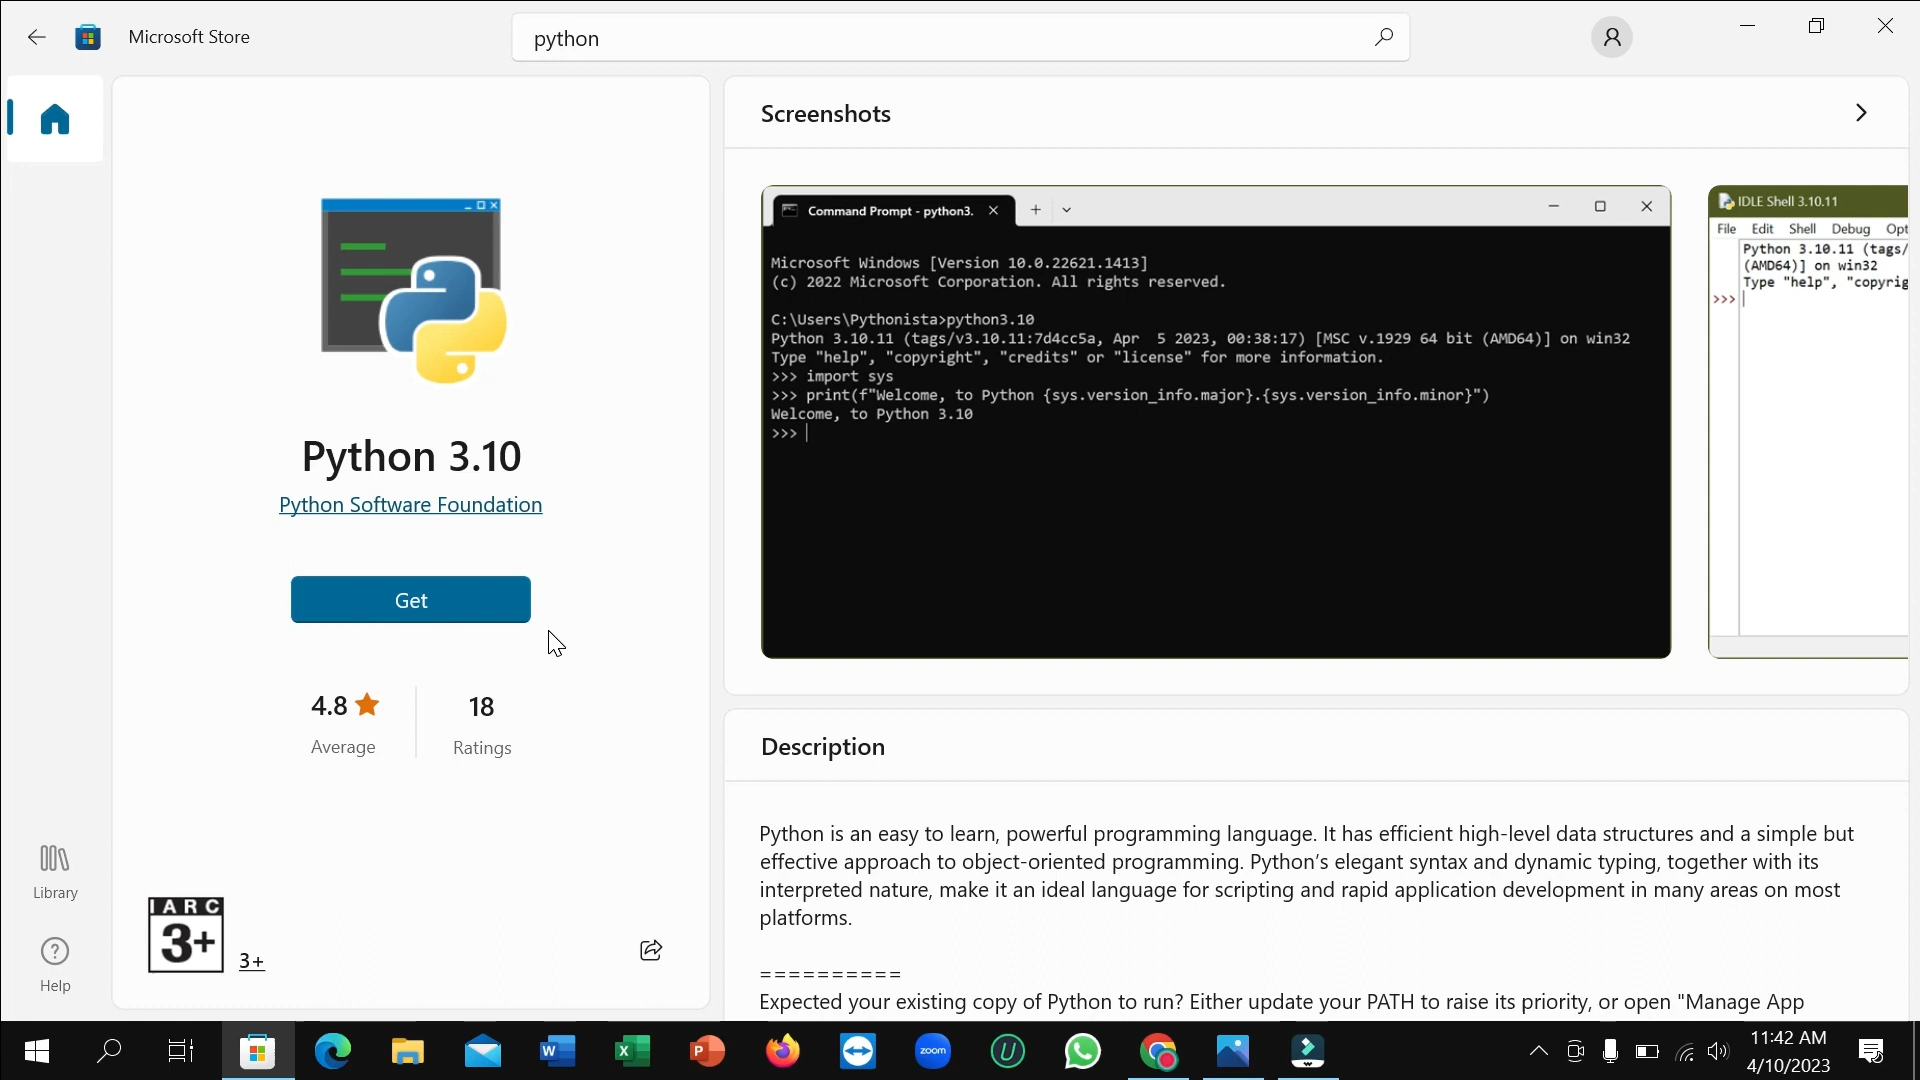 Microsoft Store
python
Screenshots
Command Prompt - python3.
Microsoft Windows [Version 10.0.22621.1413]
(c) 2022 Microsoft Corporation. All rights reserved.
C:\Users\Pythonista>python3.10
Python 3.10.11 (tags/v3.10.11:7d4cc5a, Apr  5 2023, 00:38:17) [MSC v.1929 64 bit (AMD64)] on win32
Type "help", "copyright", "credits" or "license" for more information.
>>> import sys
>>> print(f"Welcome, to Python {sys.version_info.major}.{sys.version_info.minor}")
Welcome, to Python 3.10
>>>
IDLE Shell 3.10.11
File Edit Shell Debug Opt
Python 3.10.11 (tags/
(AMD64)] on win32
Type "help", "copyrig
>>>
Python 3.10
Python Software Foundation
Get
4.8
Average
18
Ratings
IARC
3+
3+
Library
Help
Description
Python is an easy to learn, powerful programming language. It has efficient high-level data structures and a simple but
effective approach to object-oriented programming. Python’s elegant syntax and dynamic typing, together with its
interpreted nature, make it an ideal language for scripting and rapid application development in many areas on most
platforms.
==========
Expected your existing copy of Python to run? Either update your PATH to raise its priority, or open "Manage App
W
X
P
zoom
U
11:42 AM
4/10/2023